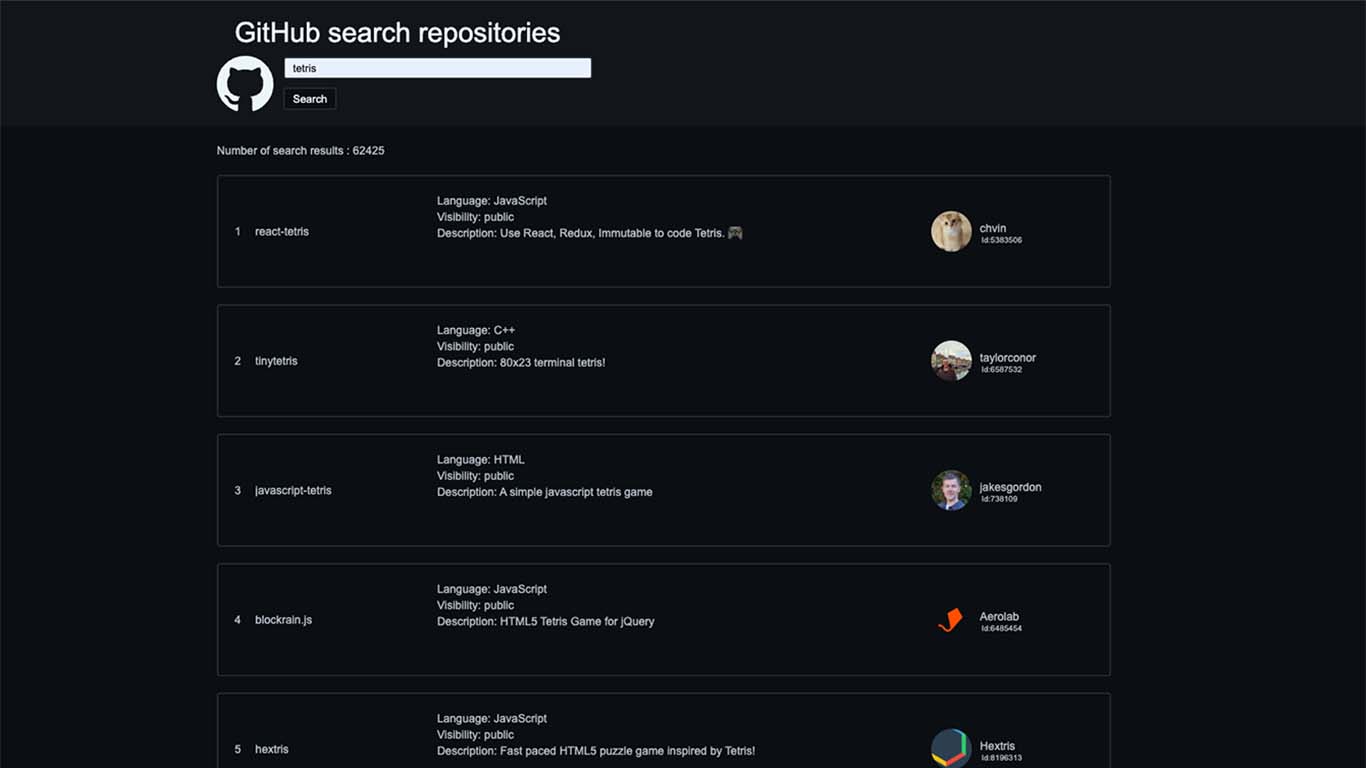 GitHub search repositories
tetris
Search
Number of search results : 62425
1 react-tetris
Language: JavaScript
Visibility: public
Description: Use React, Redux, Immutable to code Tetris. 🎮
chvin
Id:5383506
2 tinytetris
Language: C++
Visibility: public
Description: 80x23 terminal tetris!
taylorconor
Id:6587532
3 javascript-tetris
Language: HTML
Visibility: public
Description: A simple javascript tetris game
jakesgordon
Id:738109
4 blockrain.js
Language: JavaScript
Visibility: public
Description: HTML5 Tetris Game for jQuery
Aerolab
Id:6485454
5 hextris
Language: JavaScript
Visibility: public
Description: Fast paced HTML5 puzzle game inspired by Tetris!
Hextris
Id:8196313